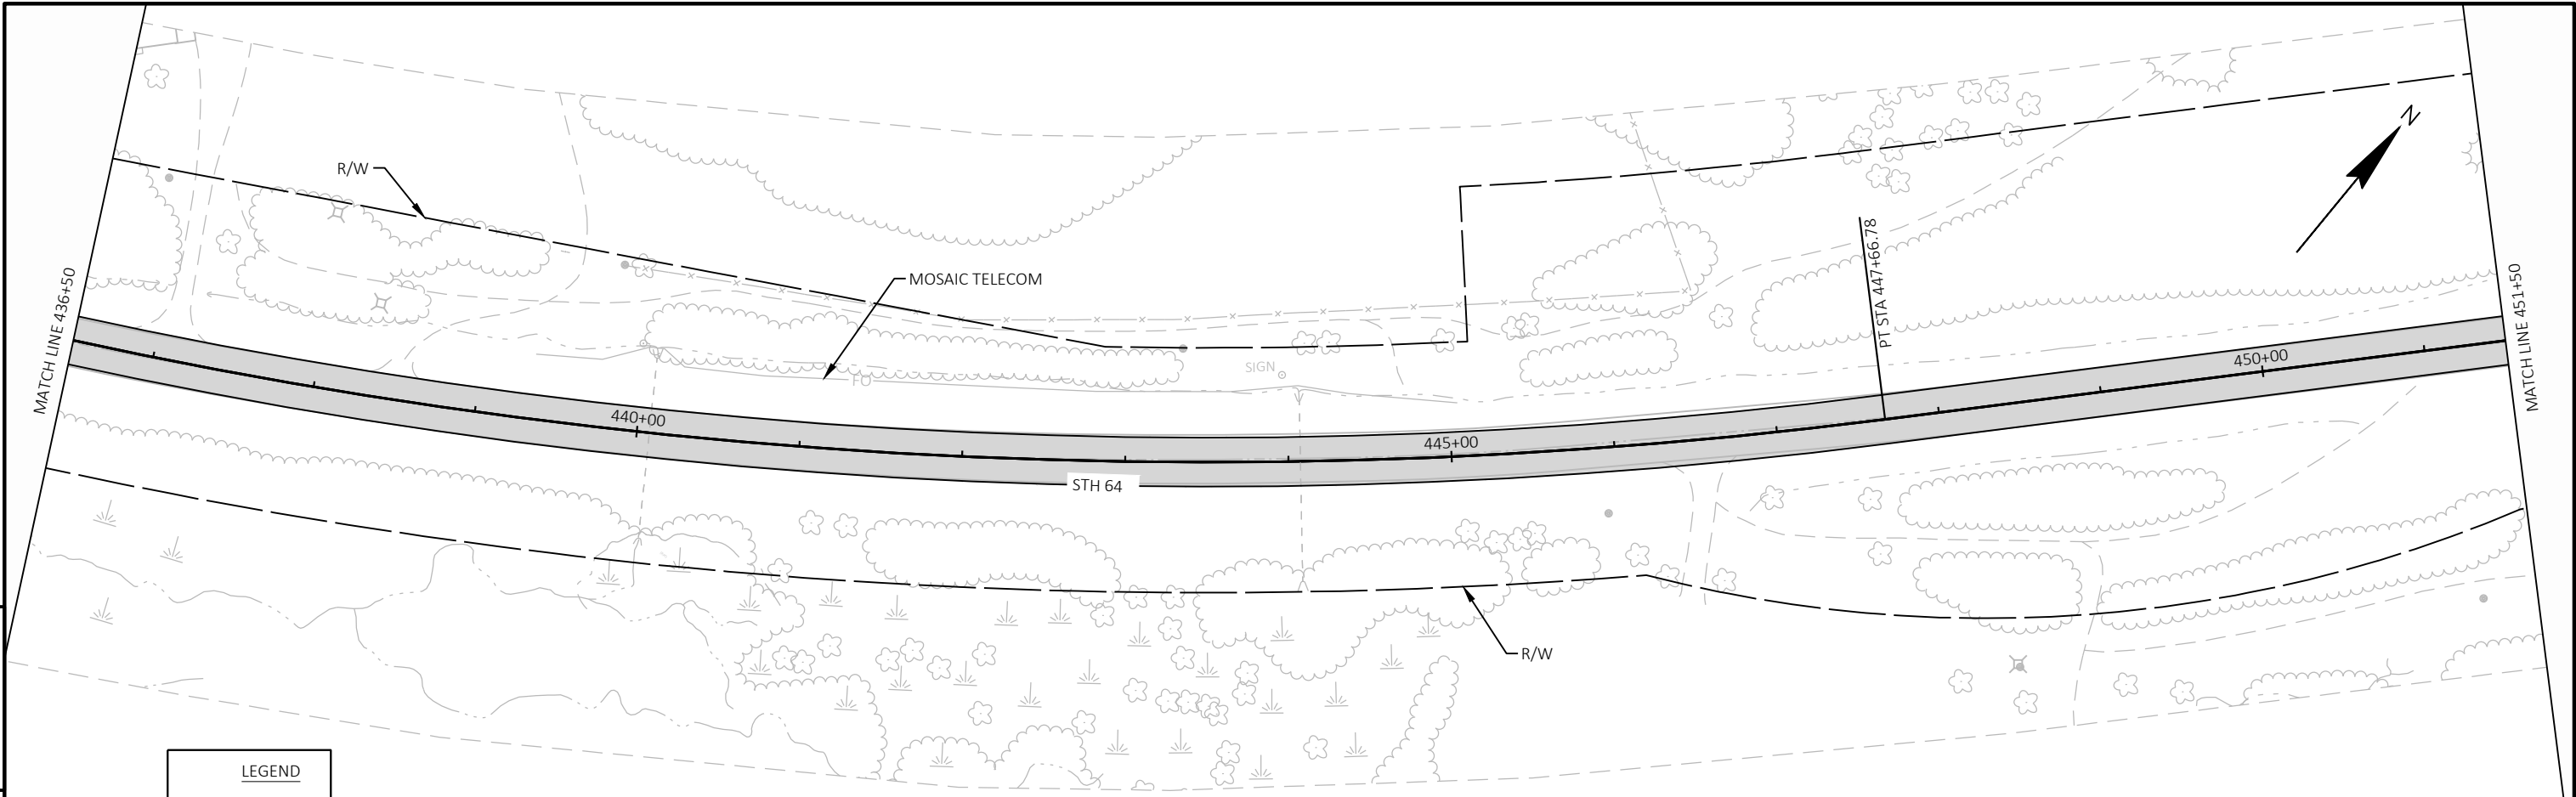 N
R/W
MOSAIC TELECOM
PT STA 447+66.78
MATCH LINE 436+50
MATCH LINE 451+50
SIGN
FO
450+00
440+00
445+00
STH 64
R/W
LEGEND